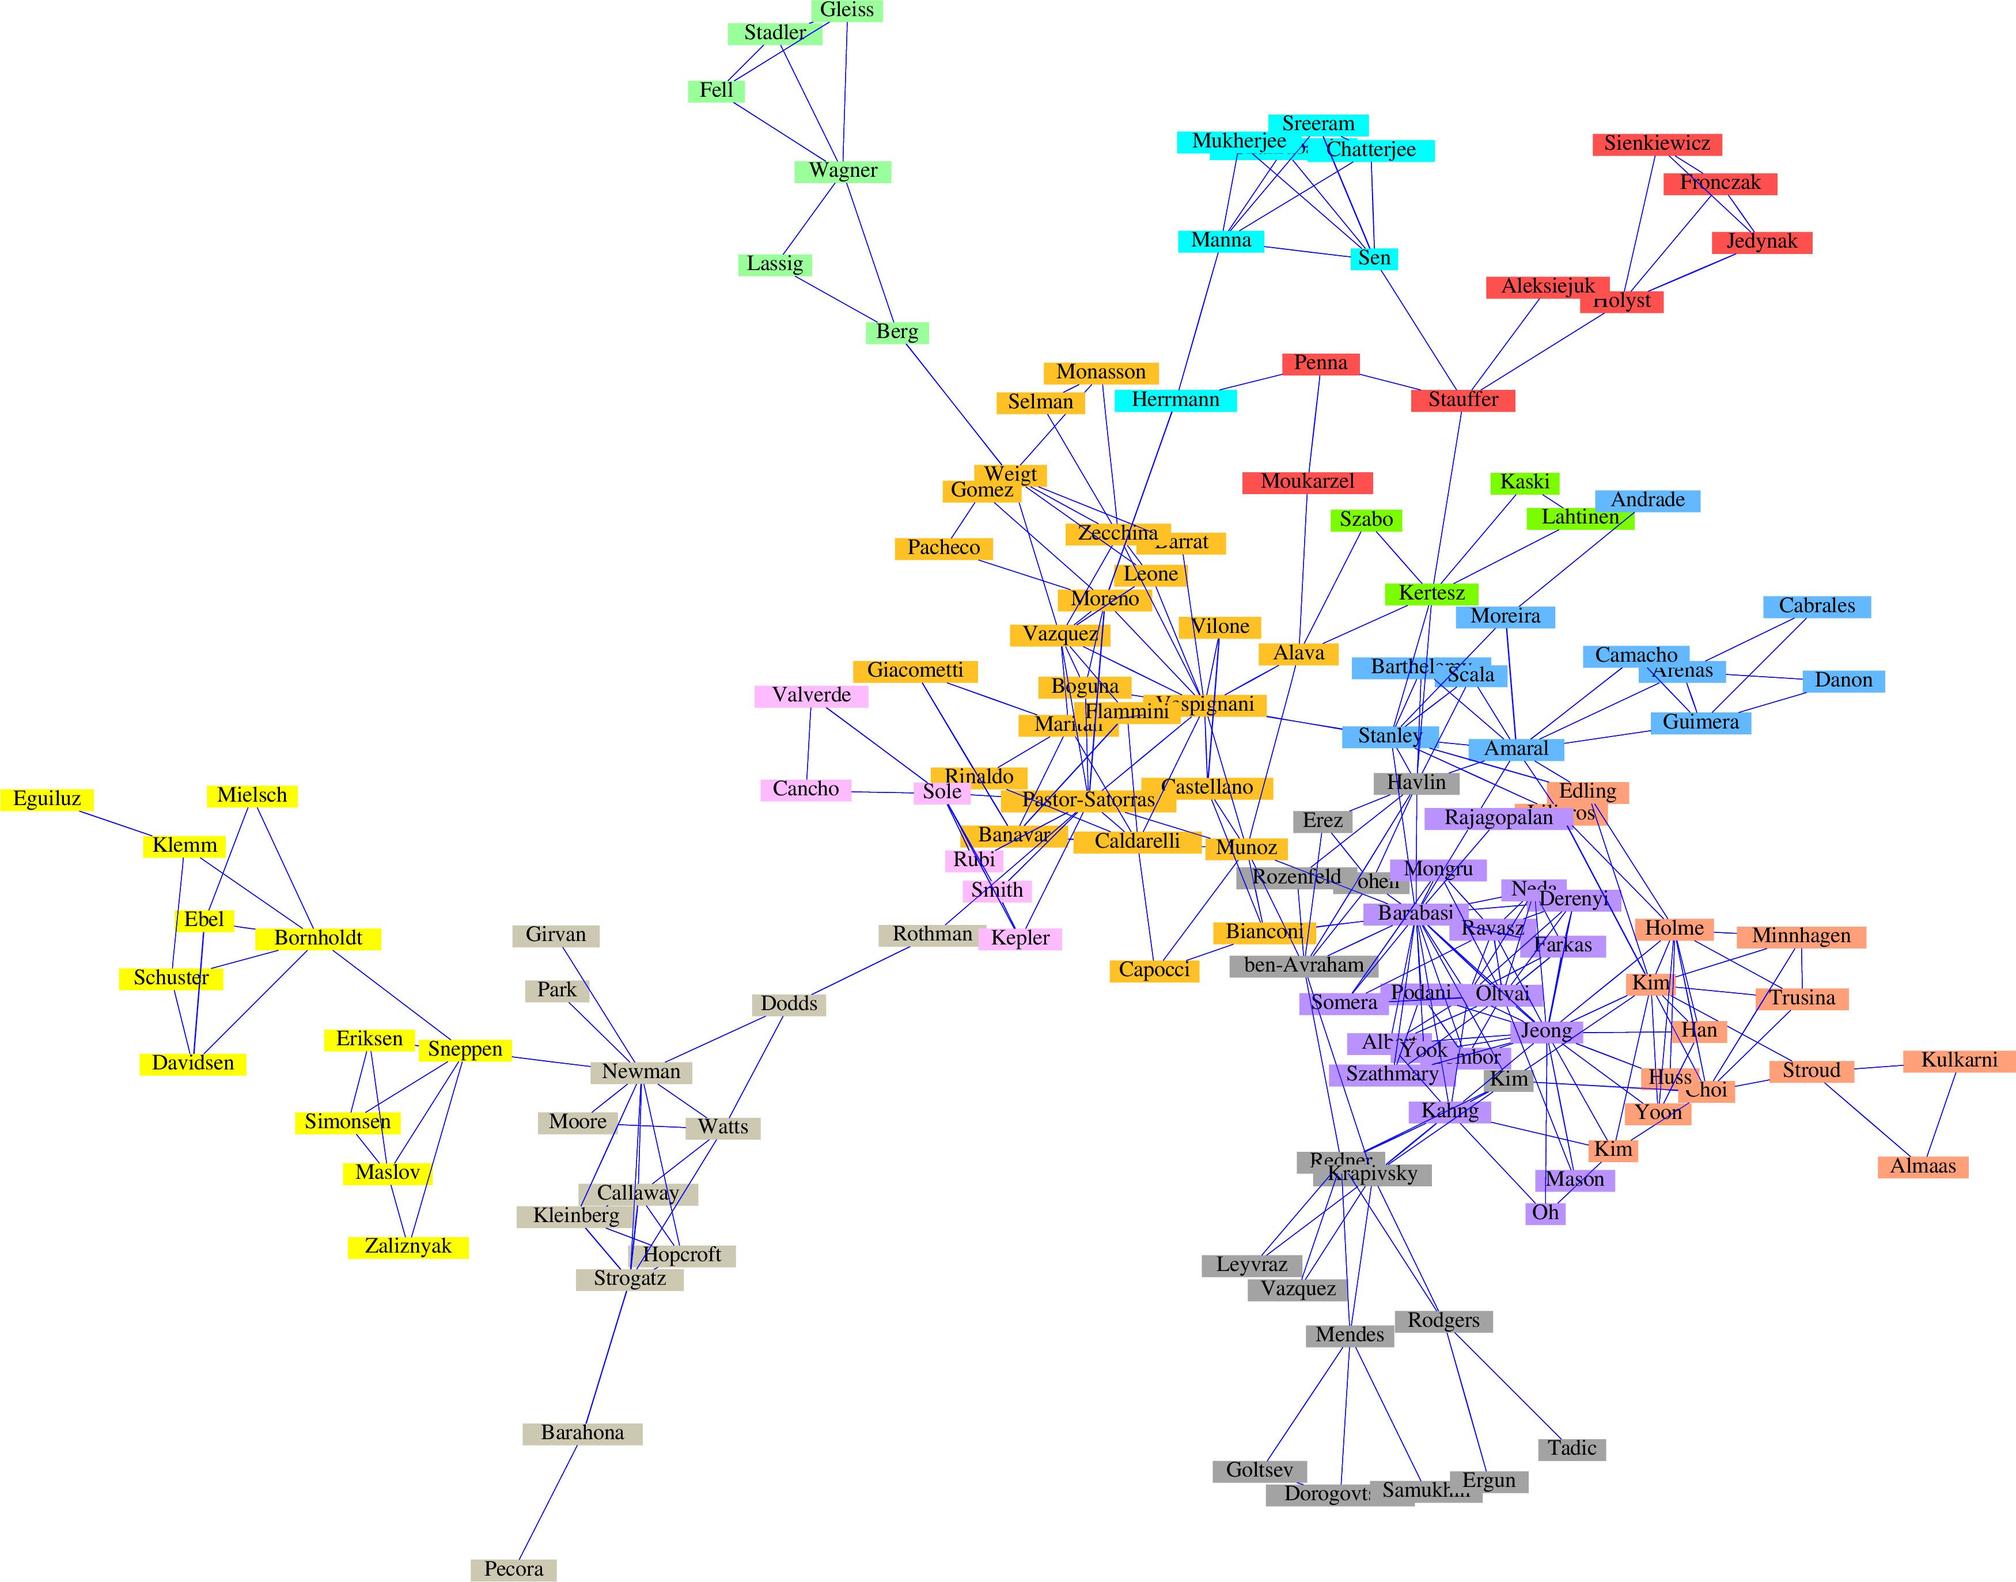 Gleiss
Stadler
Fell
Wagner
Lassig
Berg
Sreeram
Mukherjee
Chatterjee
Manna
Sen
Sienkiewicz
Fronczak
Jedynak
Aleksiejuk
Holyst
Penna
Stauffer
Herrmann
Monasson
Selman
Weigt
Gomez
Pacheco
Moukarzel
Szabo
Kaski
Lahtinen
Andrade
Zecchina
Barrat
Leone
Moreno
Vazquez
Vilone
Alava
Kertesz
Moreira
Cabrales
Camacho
Arenas
Danon
Guimera
Scala
Giacometti
Valverde
Boguna
Flammini
Vespignani
Stanley
Amaral
Cancho
Sole
Rinaldo
Pastor-Satorras
Castellano
Havlin
Edling
Rajagopalan
Erez
Banavar
Caldarelli
Munoz
Rubi
Smith
Rozenfeld
Mongru
Neda
Derenyi
Barabasi
Ravasz
Farkas
Holme
Minnhagen
Rothman
Kepler
Bianconi
Capocci
ben-Avraham
Somera
Podani
Oltvai
Kim
Trusina
Jeong
Han
Yook
Szathmary
Kim
Huss
Choi
Stroud
Kulkarni
Almaas
Kahng
Yoon
Kim
Mason
Oh
Eguiluz
Mielsch
Klemm
Ebel
Bornholdt
Schuster
Davidsen
Girvan
Park
Dodds
Eriksen
Sneppen
Newman
Simonsen
Moore
Watts
Maslov
Callaway
Kleinberg
Zaliznyak
Hopcroft
Strogatz
Redner
Krapivsky
Leyvraz
Vazquez
Mendes
Rodgers
Barahona
Tadic
Goltsev
Samukhin
Ergun
Pecora